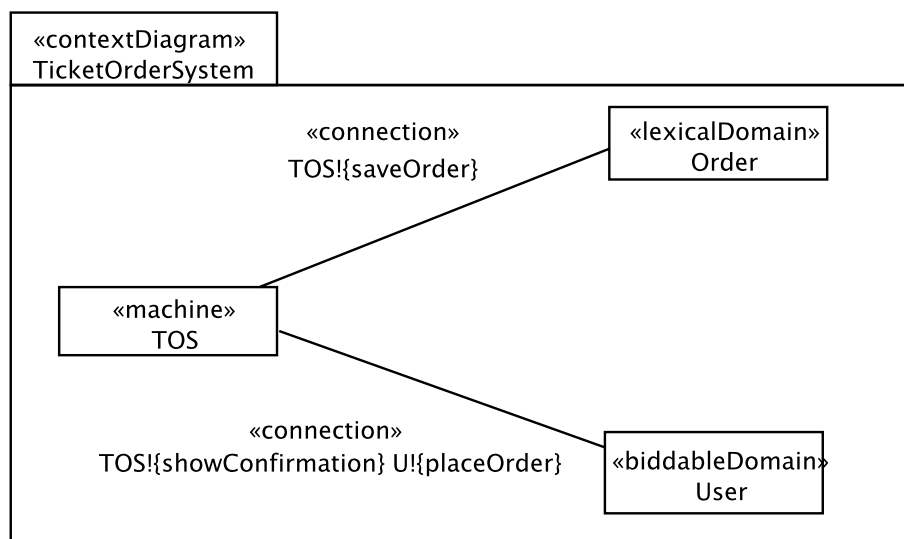 «contextDiagram»
TicketOrderSystem
«connection»
TOS!{saveOrder}
«lexicalDomain»
Order
«machine»
TOS
«connection»
TOS!{showConfirmation} U!{placeOrder}
«biddableDomain»
User